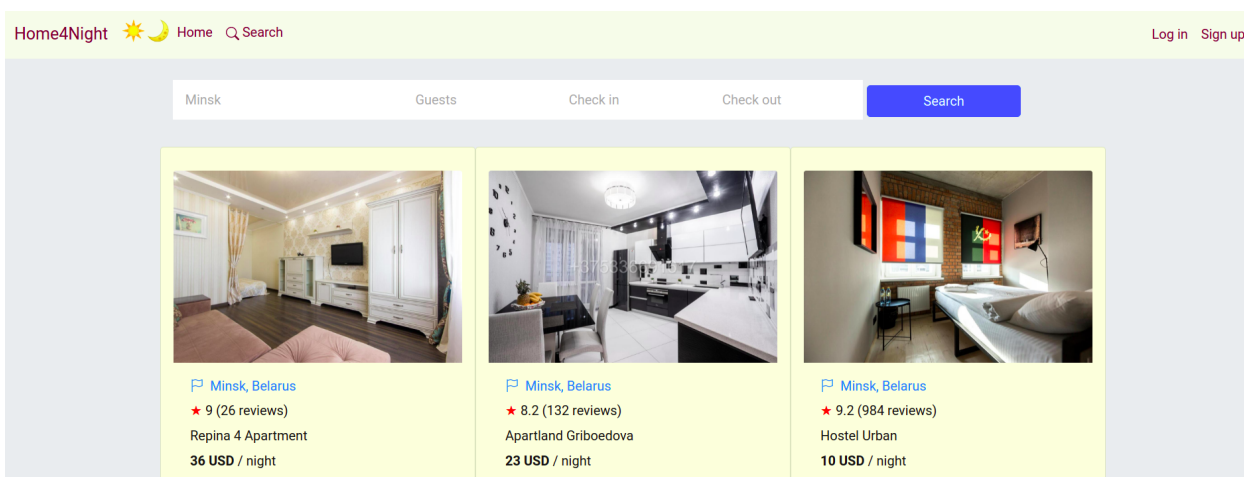 Home4Night Home Search Log in Sign up
Minsk Guests Check in Check out Search
Minsk, Belarus
★ 9 (26 reviews)
Repina 4 Apartment
36 USD / night
Minsk, Belarus
★ 8.2 (132 reviews)
Apartland Griboedova
23 USD / night
Minsk, Belarus
★ 9.2 (984 reviews)
Hostel Urban
10 USD / night